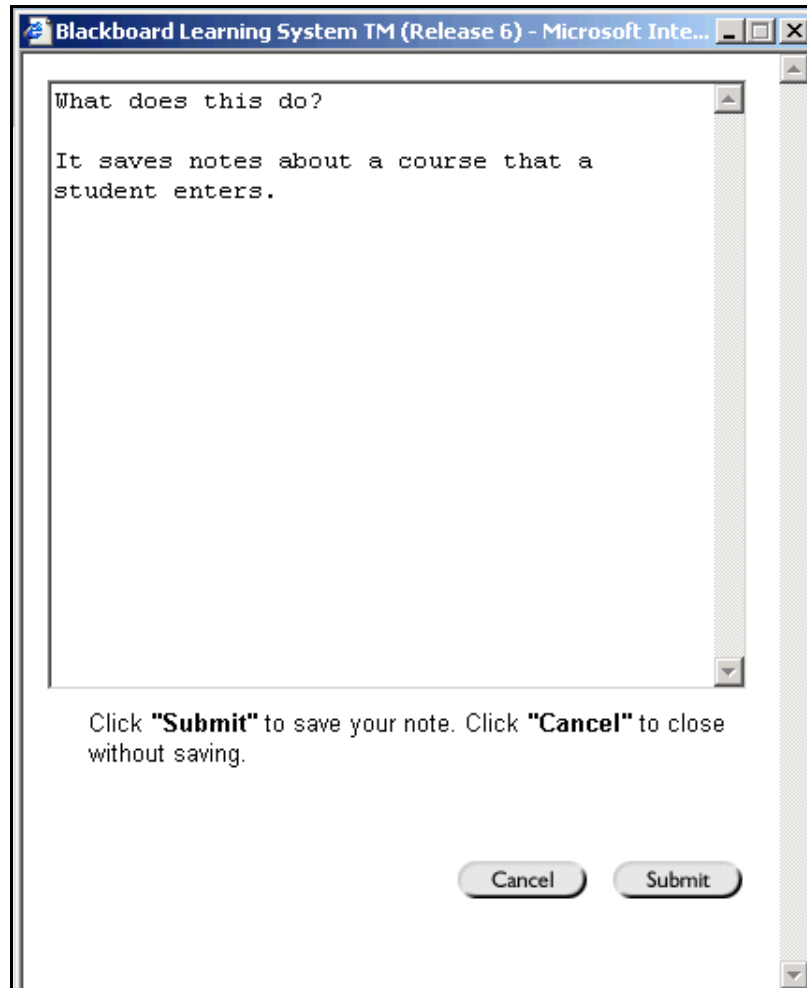 Blackboard Learning System TM (Release 6) - Microsoft Inte...
What does this do?
It saves notes about a course that a
student enters.
Click "Submit" to save your note. Click "Cancel" to close
without saving.
Cancel
Submit